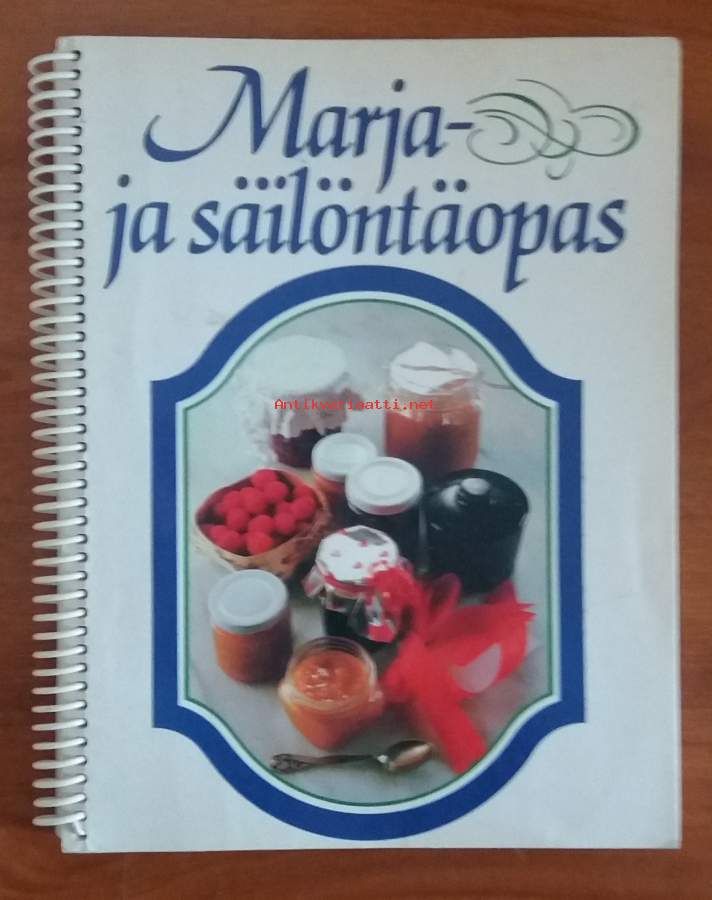 Marja-
ja säilöntäopas
Antikvariaatti.net